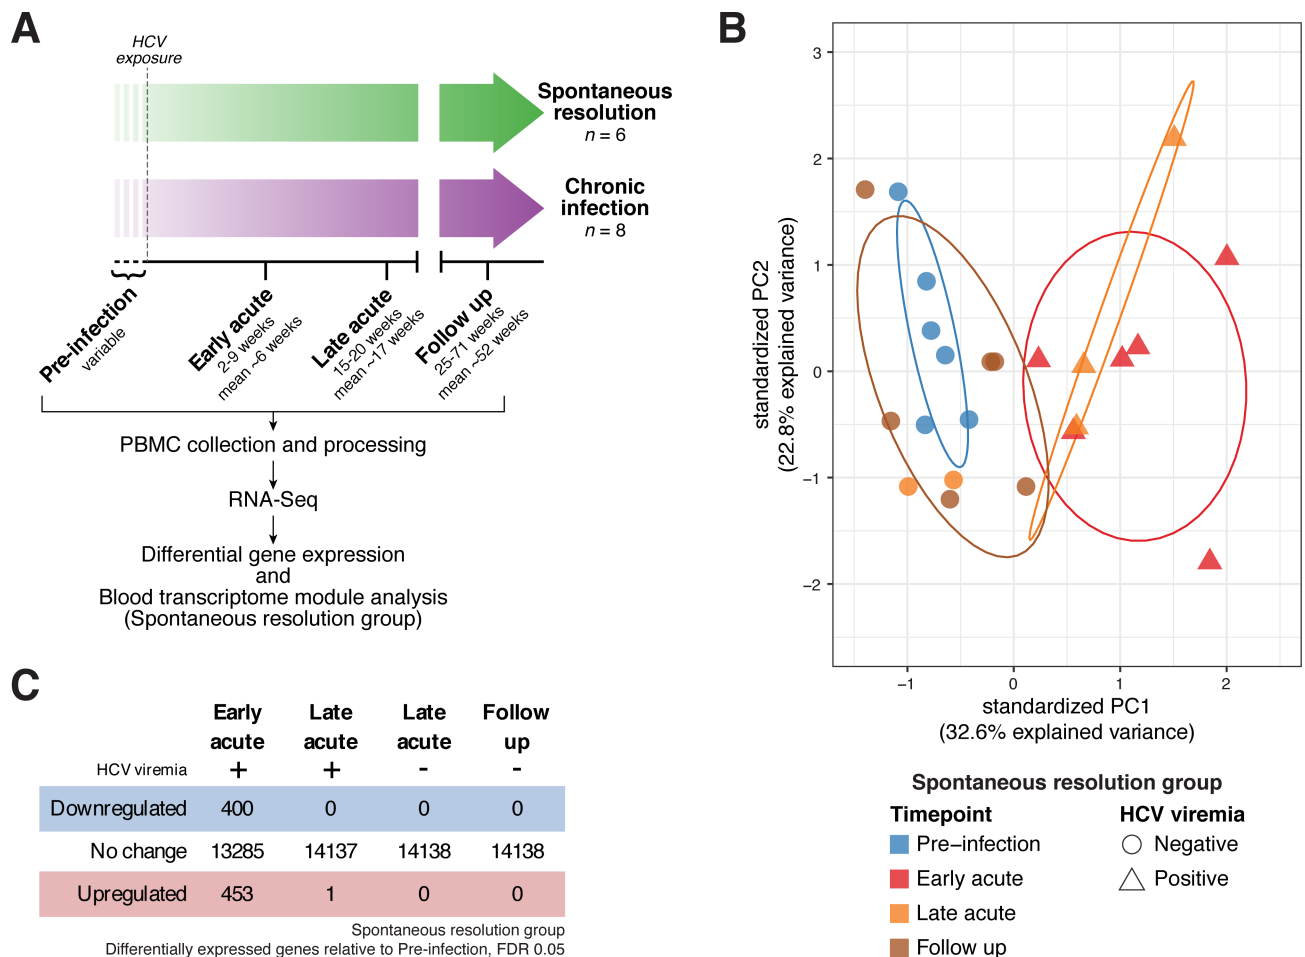 A
HCV
exposure
Spontaneous
resolution
n = 6
Chronic
infection
n = 8
Pre-infection
variable
Early acute
2-9 weeks
mean ~6 weeks
Late acute
15-20 weeks
mean ~17 weeks
Follow up
25-71 weeks
mean ~52 weeks
PBMC collection and processing
RNA-Seq
Differential gene expression
and
Blood transcriptome module analysis
(Spontaneous resolution group)
B
standardized PC2
(22.8% explained variance)
3
2
1
0
−1
−2
−1 0 1 2
standardized PC1
(32.6% explained variance)
Spontaneous resolution group
Timepoint HCV viremia
Pre−infection Negative
Early acute Positive
Late acute
Follow up
C
Early Late Late Follow
acute acute acute up
HCV viremia + + - -
Downregulated 400 0 0 0
No change 13285 14137 14138 14138
Upregulated 453 1 0 0
Spontaneous resolution group
Differentially expressed genes relative to Pre-infection, FDR 0.05